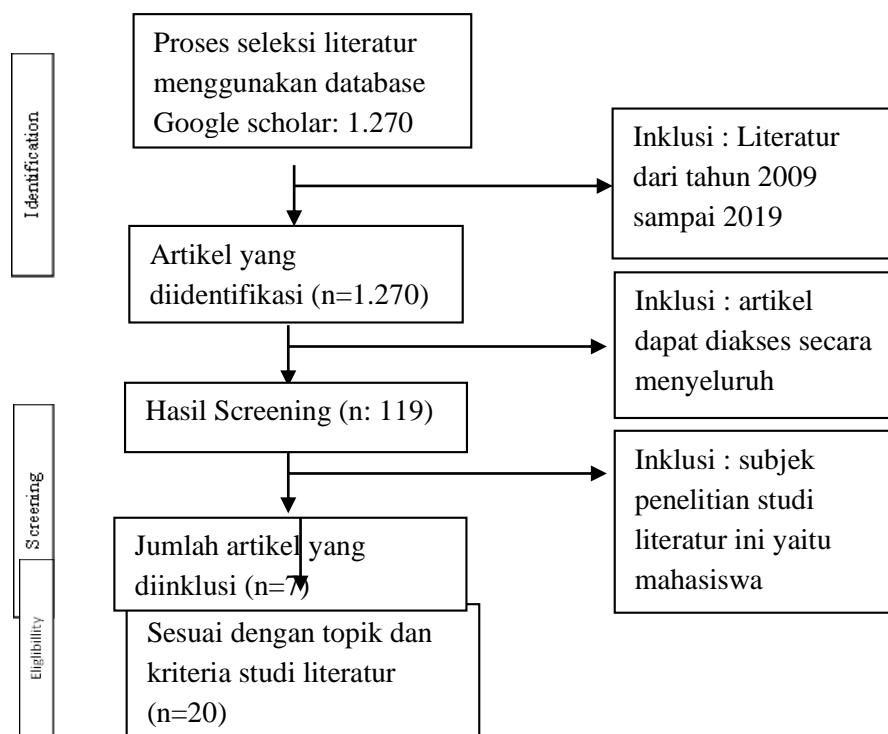 Identification
Proses seleksi literatur
menggunakan database
Google scholar: 1.270
Inklusi : Literatur
dari tahun 2009
sampai 2019
Artikel yang
diidentifikasi (n=1.270)
Inklusi : artikel
dapat diakses secara
menyeluruh
Screening
Hasil Screening (n: 119)
Inklusi : subjek
penelitian studi
literatur ini yaitu
mahasiswa
Jumlah artikel yang
diinklusi (n=7)
Eliglibillity
Sesuai dengan topik dan
kriteria studi literatur
(n=20)